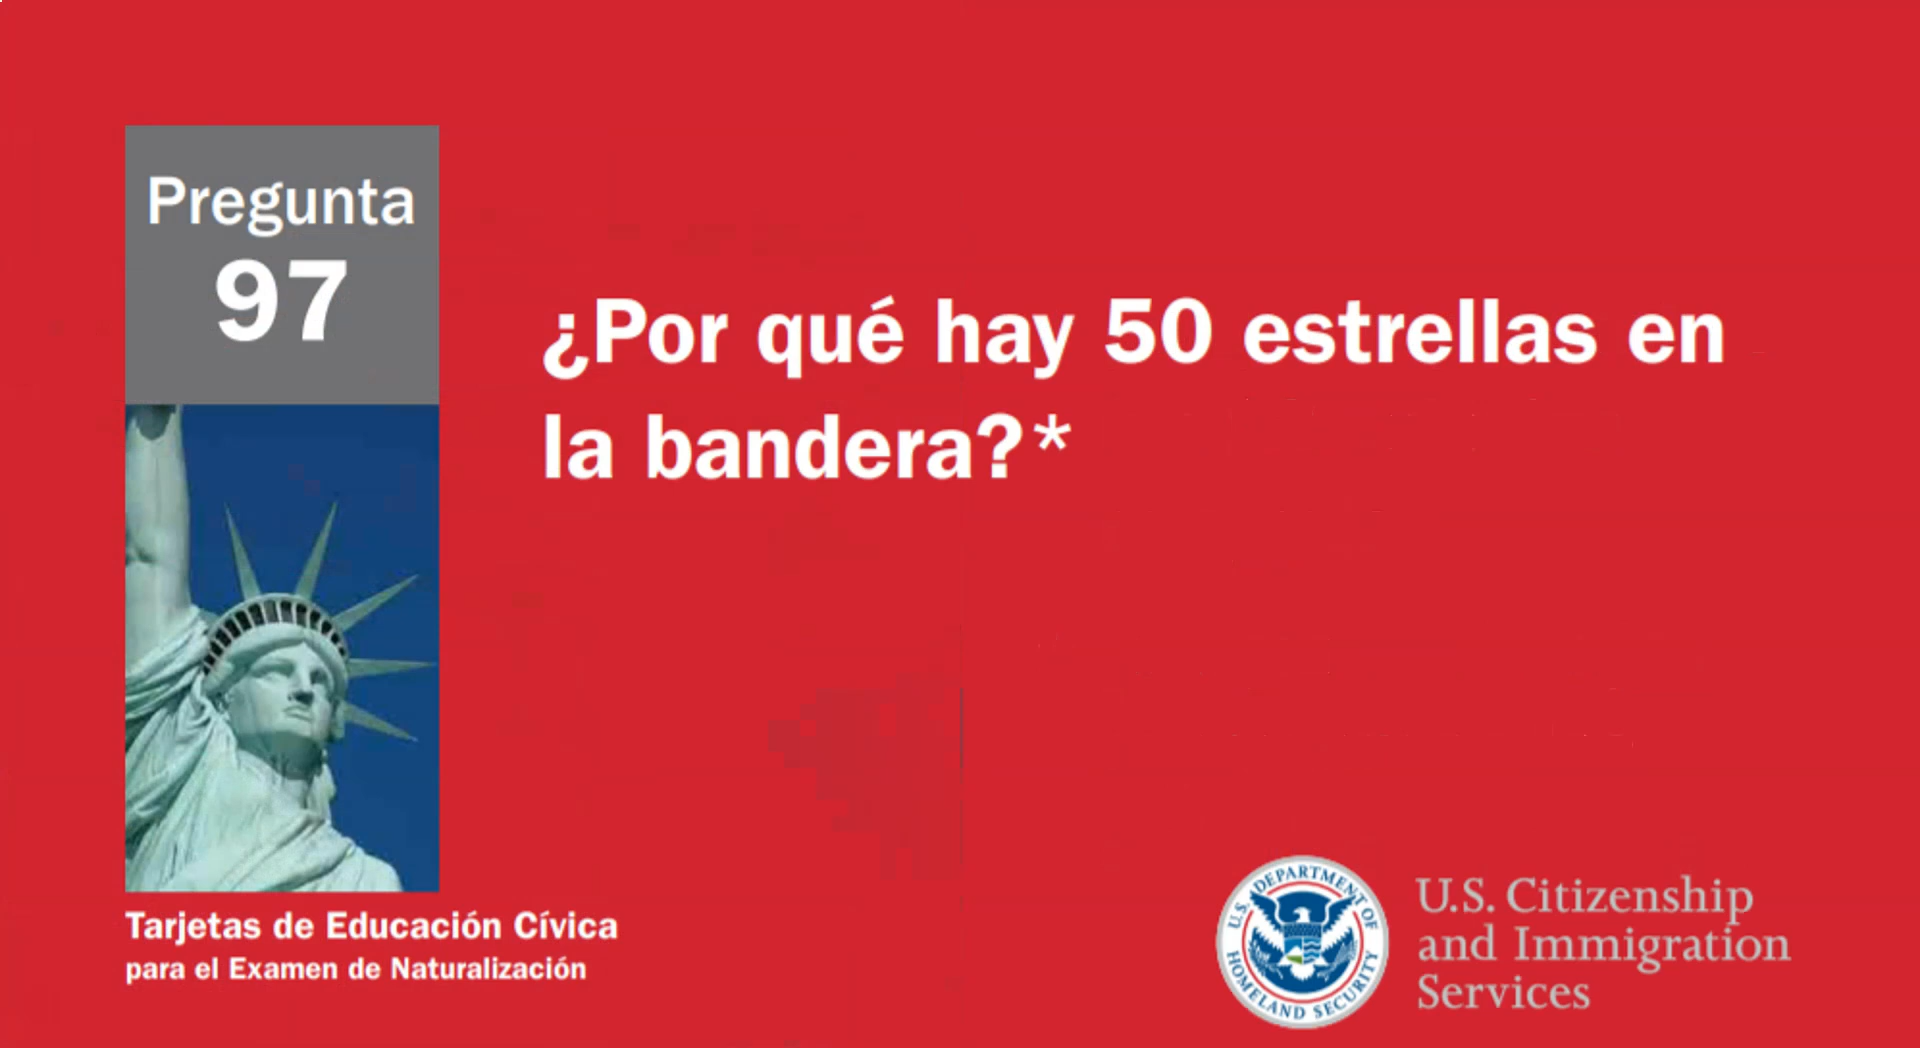 Pregunta
97
¿Por qué hay 50 estrellas en
la bandera?*
Tarjetas de Educación Cívica
para el Examen de Naturalización
U.S. DEPARTMENT OF
HOMELAND SECURITY
U.S. Citizenship
and Immigration
Services